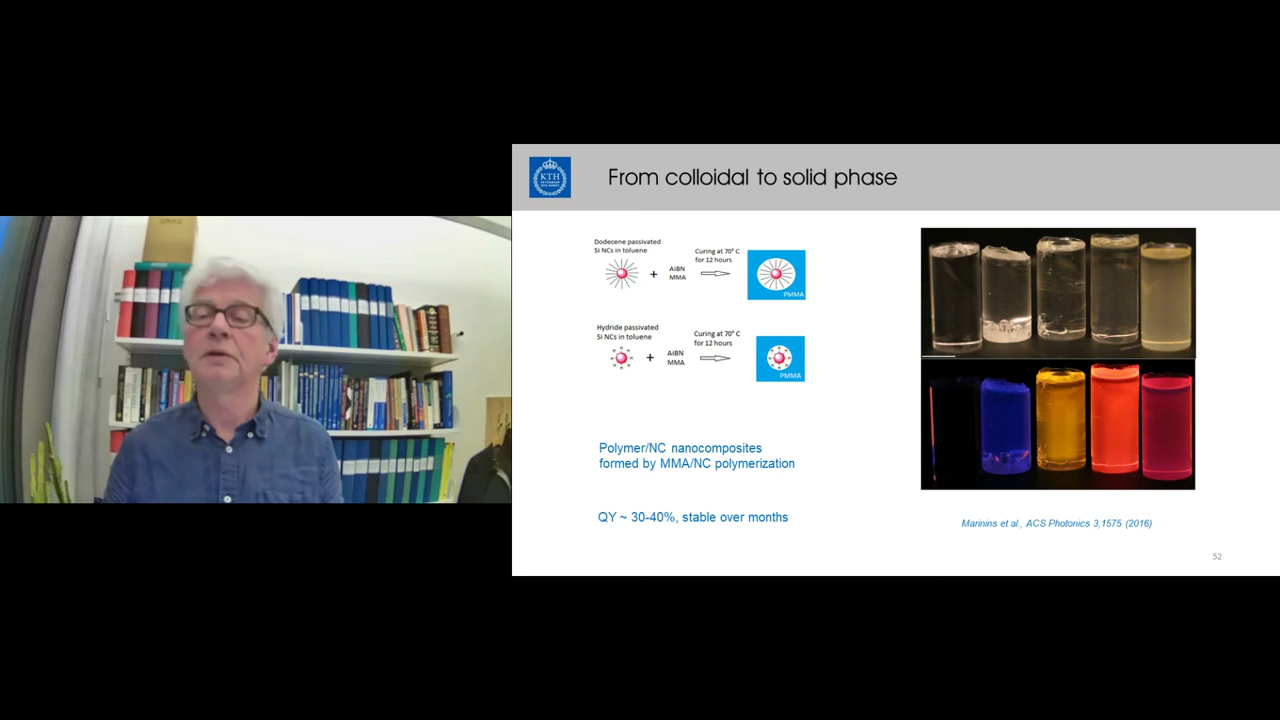 KTH
From colloidal to solid phase
Dodecene passivated
Si NCs in toluene
+
AiBN
MMA
Curing at 70° C
for 12 hours
PMMA
Hydride passivated
Si NCs in toluene
+
AiBN
MMA
Curing at 70° C
for 12 hours
PMMA
Polymer/NC nanocomposites
formed by MMA/NC polymerization
QY ~ 30-40%, stable over months
Marinins et al., ACS Photonics 3,1575 (2016)
52